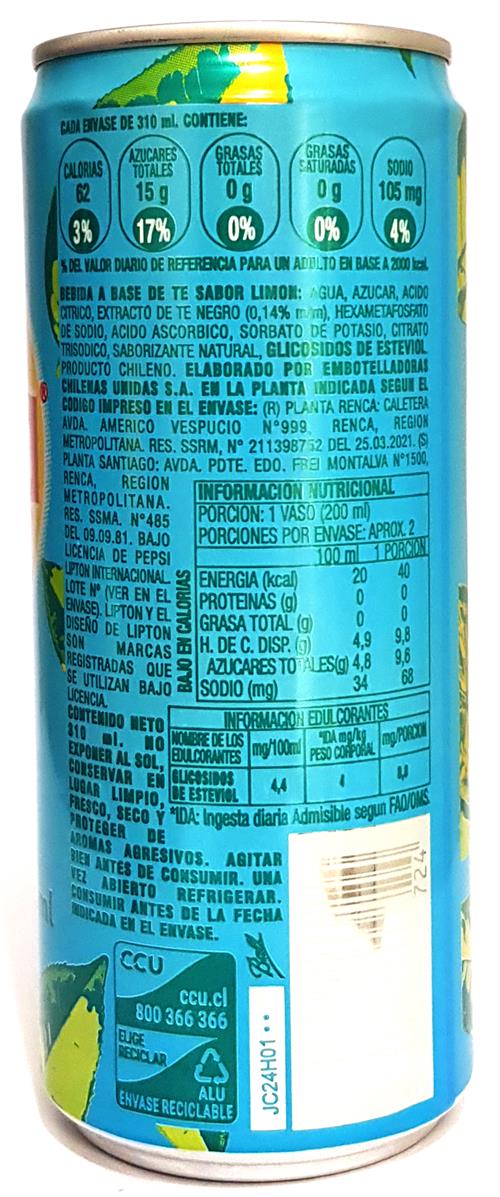 CADA ENVASE DE 310 ml. CONTIENE:
CALORIAS
62
3%
AZUCARES
TOTALES
15 g
17%
GRASAS
TOTALES
0 g
0%
GRASAS
SATURADAS
0 g
0%
SODIO
105 mg
4%
% DEL VALOR DIARIO DE REFERENCIA PARA UN ADULTO EN BASE A 2000 kcal.
BEBIDA A BASE DE TE SABOR LIMON: AGUA, AZUCAR, ACIDO
CITRICO, EXTRACTO DE TE NEGRO (0,14% m/m), HEXAMETAFOSFATO
DE SODIO, ACIDO ASCORBICO, SORBATO DE POTASIO, CITRATO
TRISODICO, SABORIZANTE NATURAL, GLICOSIDOS DE ESTEVIOL.
PRODUCTO CHILENO. ELABORADO POR EMBOTELLADORAS
CHILENAS UNIDAS S.A. EN LA PLANTA INDICADA SEGUN EL
CODIGO IMPRESO EN EL ENVASE: (R) PLANTA RENCA: CALETERA
AVDA. AMERICO VESPUCIO N°999, RENCA, REGION
METROPOLITANA. RES. SSRM, N° 211398752 DEL 25.03.2021. (S)
PLANTA SANTIAGO: AVDA. PDTE. EDO. FREI MONTALVA N°1500,
RENCA, REGION
METROPOLITANA.
RES. SSMA. N°485
DEL 09.09.81. BAJO
LICENCIA DE PEPSI
LIPTON INTERNACIONAL.
LOTE Nº (VER EN EL
ENVASE). LIPTON Y EL
DISEÑO DE LIPTON
SON MARCAS
REGISTRADAS QUE
SE UTILIZAN BAJO
LICENCIA.
CONTENIDO NETO
310 ml. NO
EXPONER AL SOL,
CONSERVAR EN
LUGAR LIMPIO,
FRESCO, SECO Y
PROTEGER DE
AROMAS AGRESIVOS. AGITAR
BIEN ANTES DE CONSUMIR. UNA
VEZ ABIERTO REFRIGERAR.
CONSUMIR ANTES DE LA FECHA
INDICADA EN EL ENVASE.
BAJO EN CALORIAS
INFORMACION NUTRICIONAL
PORCION: 1 VASO (200 ml)
PORCIONES POR ENVASE: APROX. 2
100 ml 1 PORCION
ENERGIA (kcal) 20 40
PROTEINAS (g) 0 0
GRASA TOTAL (g) 0 0
H. DE C. DISP. (g) 4,9 9,8
AZUCARES TOTALES(g) 4,8 9,6
SODIO (mg) 34 68
INFORMACION EDULCORANTES
NOMBRE DE LOS EDULCORANTES mg/100ml *IDA mg/kg PESO CORPORAL mg/PORCION
GLICOSIDOS DE ESTEVIOL 4,4 4 8,8
*IDA: Ingesta diaria Admisible segun FAO/OMS.
724
Ball
CCU
ccu.cl
800 366 366
ELIGE
RECICLAR
ALU
ENVASE RECICLABLE
JC24H01
ml
®